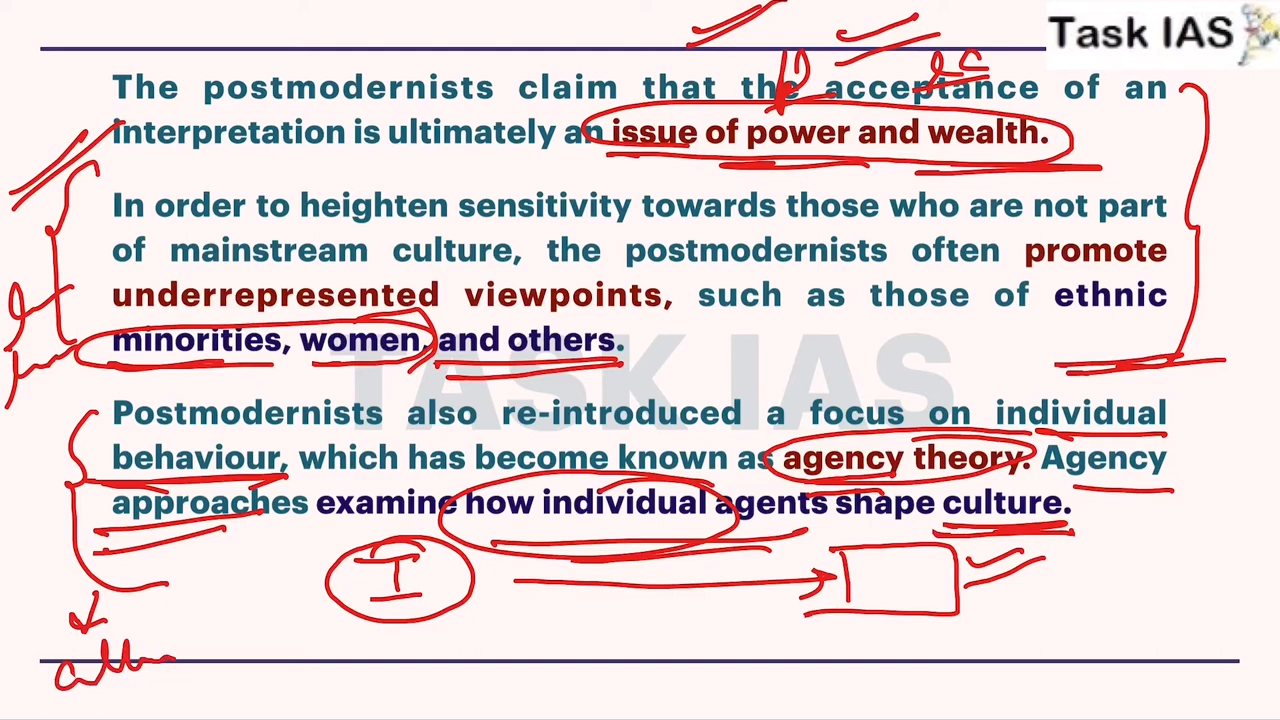 Task IAS
The postmodernists claim that the acceptance of an
interpretation is ultimately an issue of power and wealth.
In order to heighten sensitivity towards those who are not part
of mainstream culture, the postmodernists often promote
underrepresented viewpoints, such as those of ethnic
minorities, women, and others.
TASK IAS
Postmodernists also re-introduced a focus on individual
behaviour, which has become known as agency theory. Agency
approaches examine how individual agents shape culture.
I